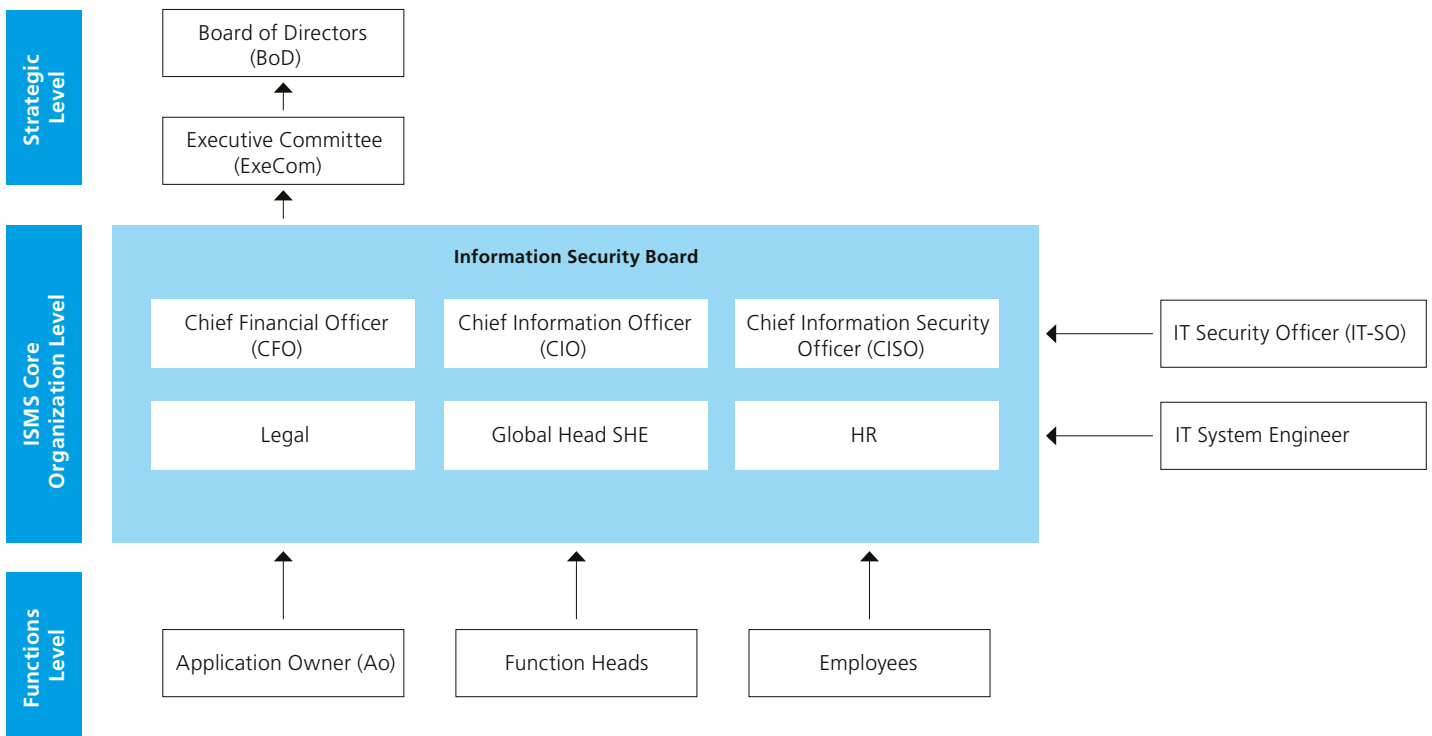 Strategic
Level
Board of Directors
(BoD)
Executive Committee
(ExeCom)
ISMS Core
Organization Level
Information Security Board
Chief Financial Officer
(CFO)
Chief Information Officer
(CIO)
Chief Information Security
Officer (CISO)
IT Security Officer (IT-SO)
Legal
Global Head SHE
HR
IT System Engineer
Functions
Level
Application Owner (Ao)
Function Heads
Employees